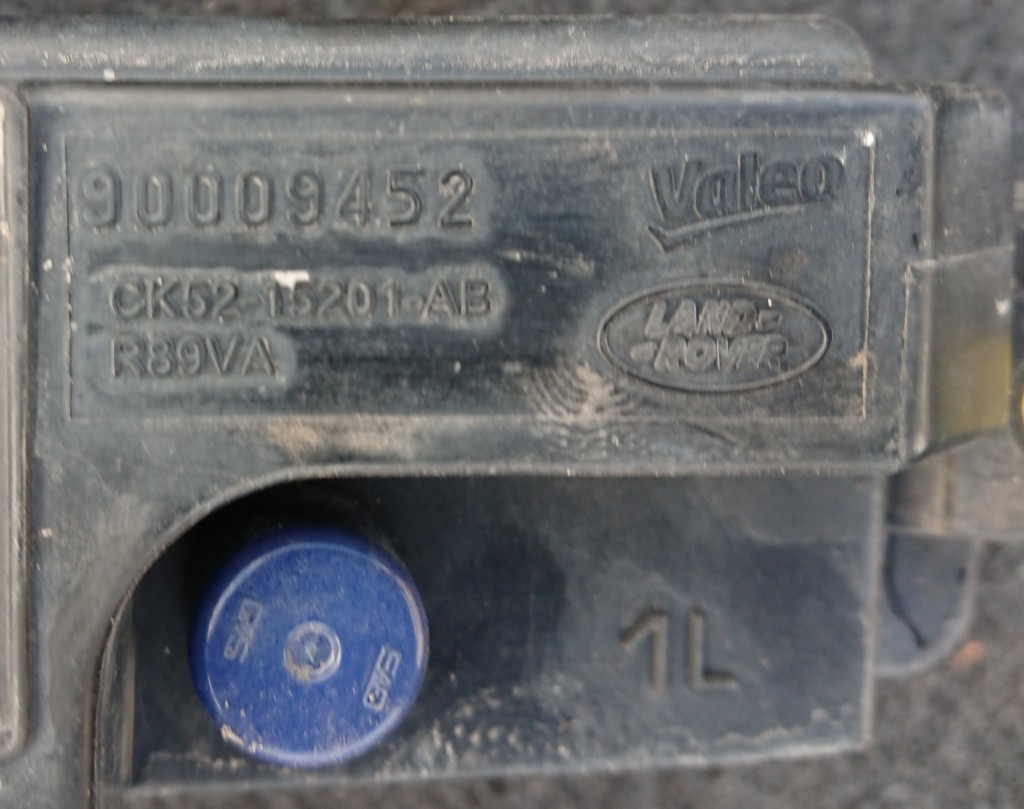 90009452
Valeo
CK52-15201-AB
R89VA
LAND-
-ROVER
1L